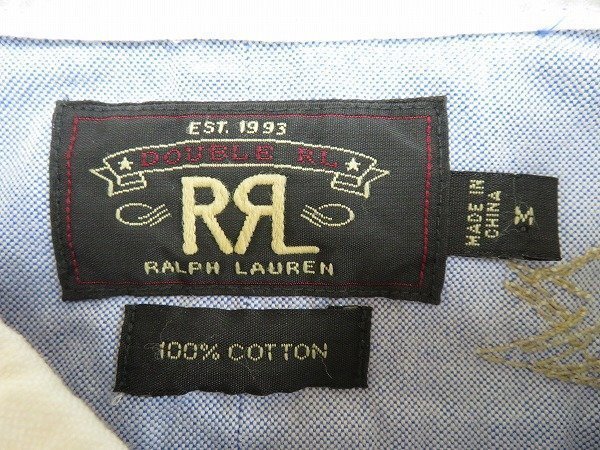 EST. 1993
DOUBLE RL
RRL
RALPH LAUREN
MADE IN
CHINA
M
100% COTTON